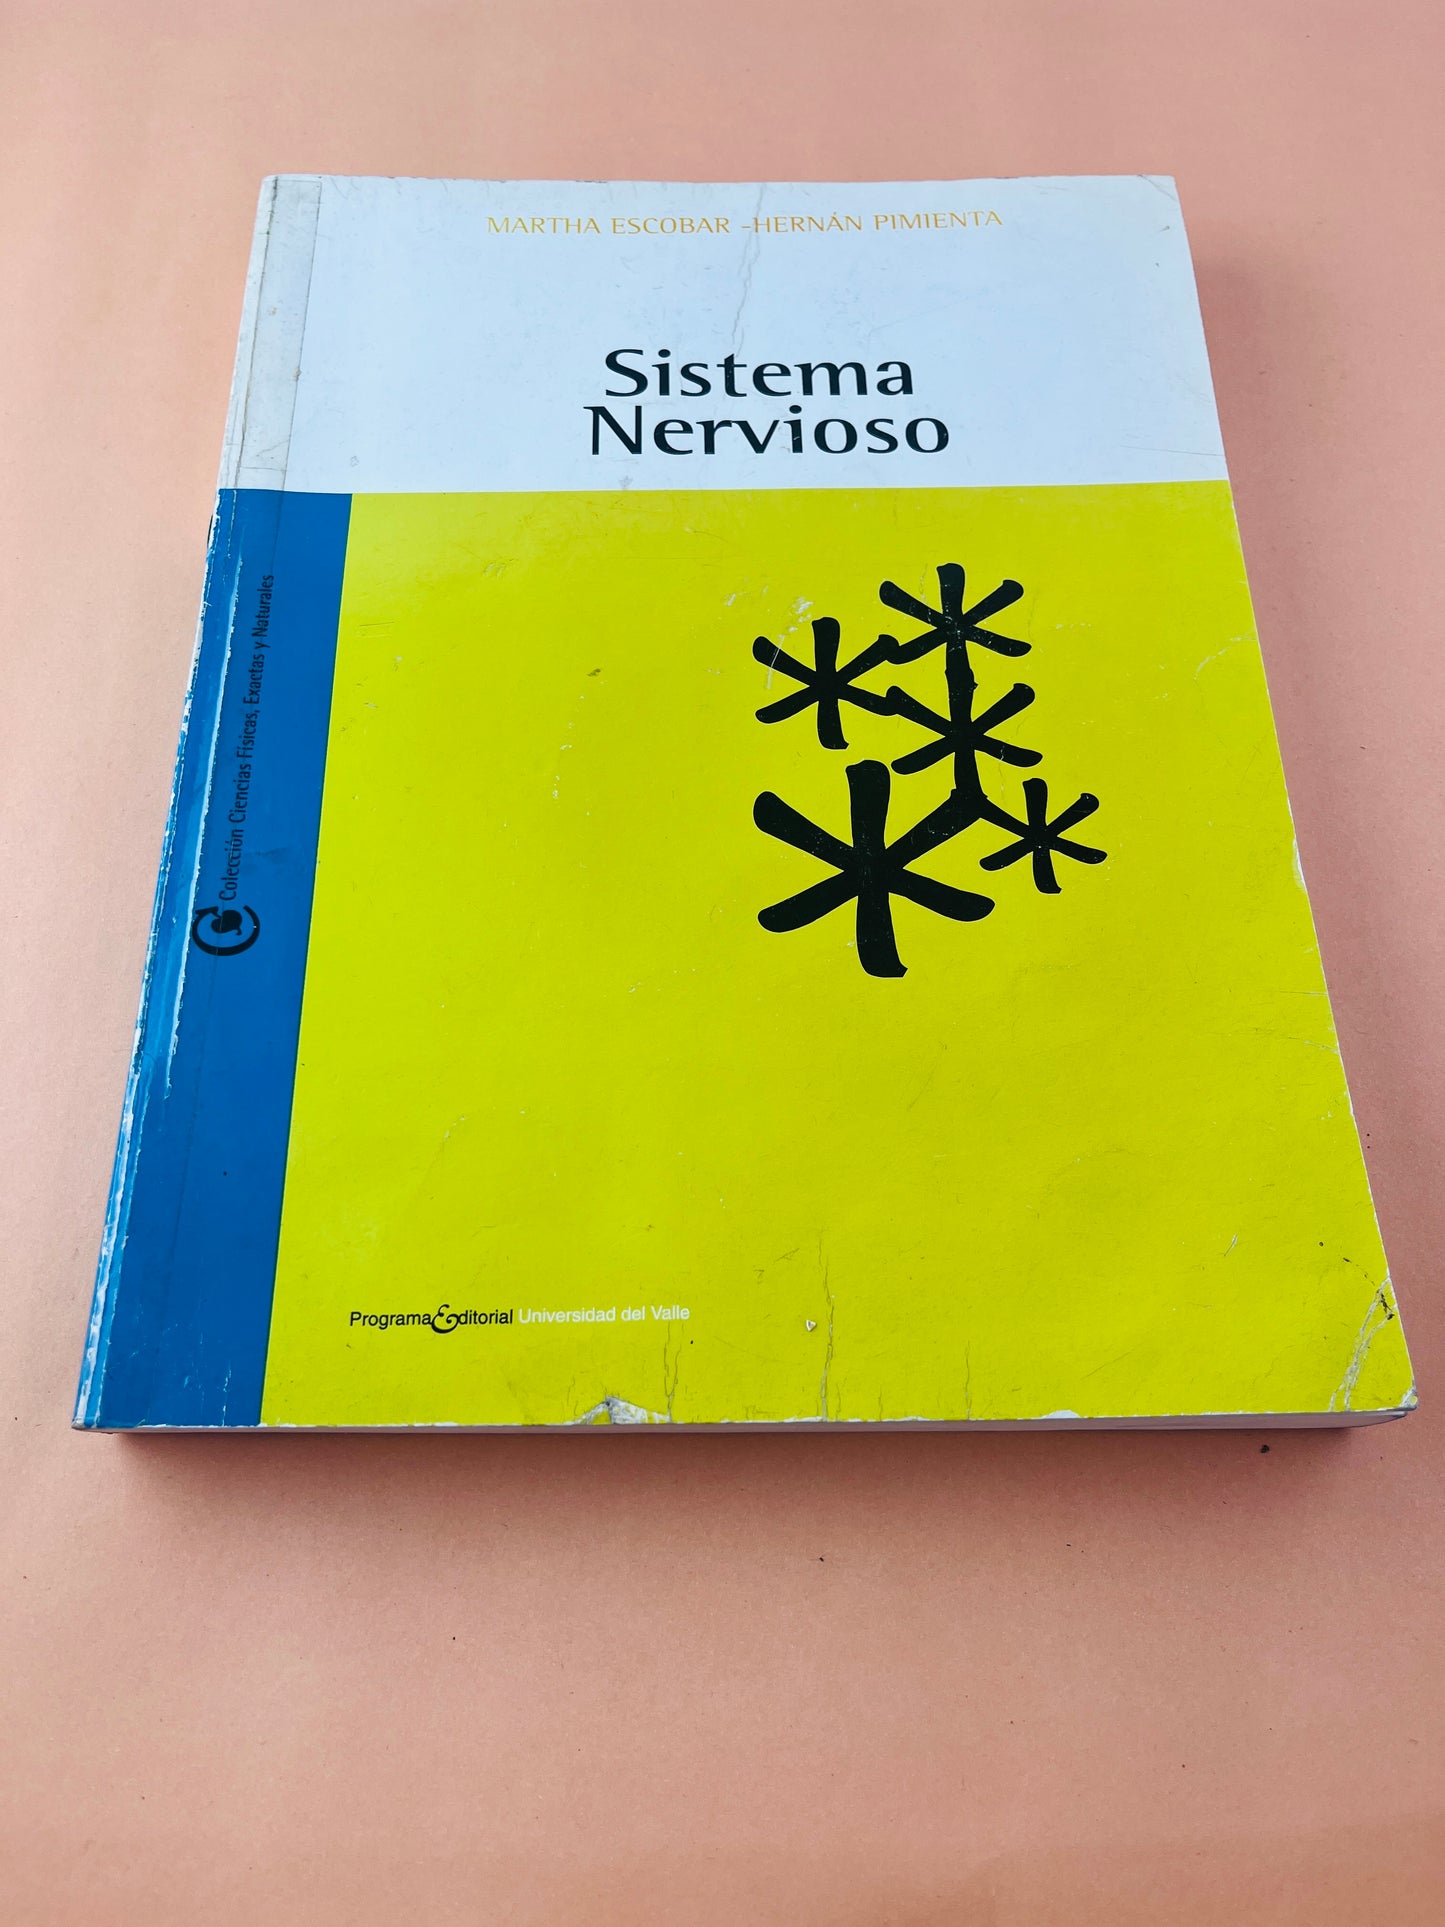 MARTHA ESCOBAR -HERNÁN PIMIENTA
Sistema
Nervioso
Colección Ciencias Físicas, Exactas y Naturales
Programa Editorial Universidad del Valle